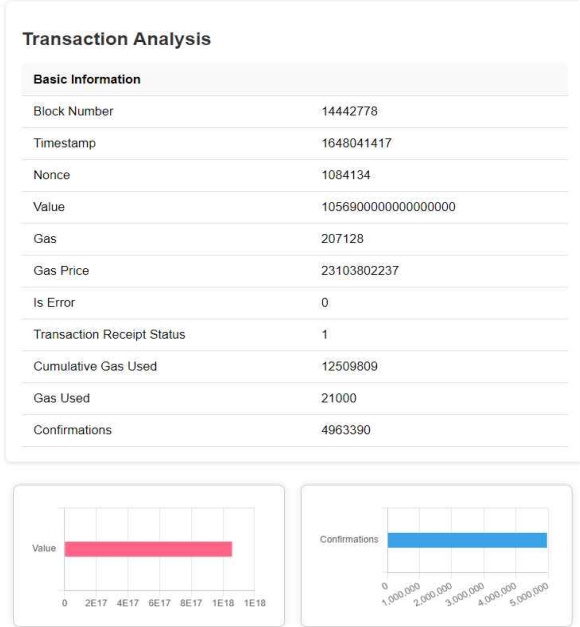 Transaction Analysis
Basic Information
Block Number 14442778
Timestamp 1648041417
Nonce 1084134
Value 1056900000000000000
Gas 207128
Gas Price 23103802237
Is Error 0
Transaction Receipt Status 1
Cumulative Gas Used 12509809
Gas Used 21000
Confirmations 4963390
Value
0 2E17 4E17 6E17 8E17 1E18 1E18
Confirmations
0 1,000,000 2,000,000 3,000,000 4,000,000 5,000,000